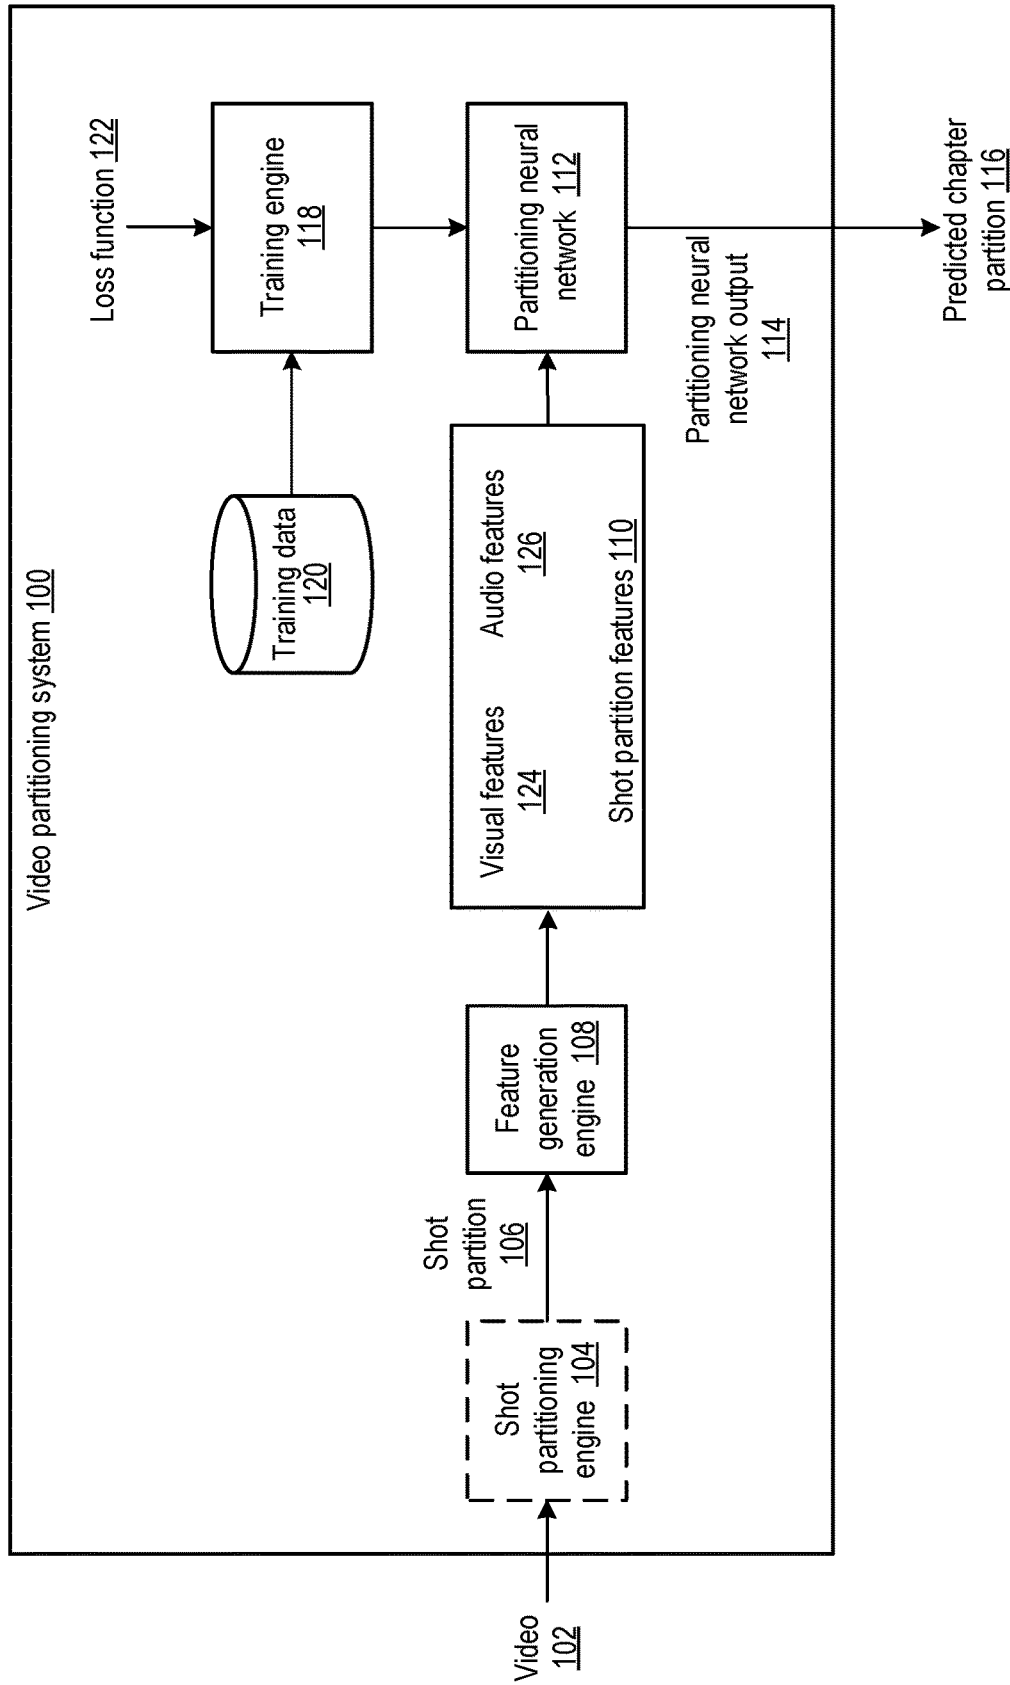 Video partitioning system 100
Loss function 122
Training data
120
Training engine
118
Video
102
Shot
partitioning
engine 104
Shot
partition
106
Feature
generation
engine 108
Visual features
124
Audio features
126
Shot partition features 110
Partitioning neural
network 112
Partitioning neural
network output
114
Predicted chapter
partition 116